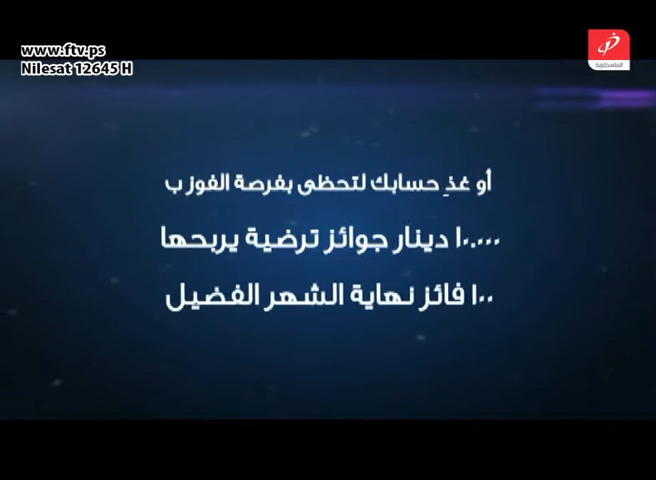 www.ftv.ps
Nilesat 12645 H
الفلسطينية
أو غذِ حسابك لتحظى بفرصة الفوز ب
١٠.٠٠٠ دينار جوائز ترضية يربحها
١٠٠ فائز نهاية الشهر الفضيل